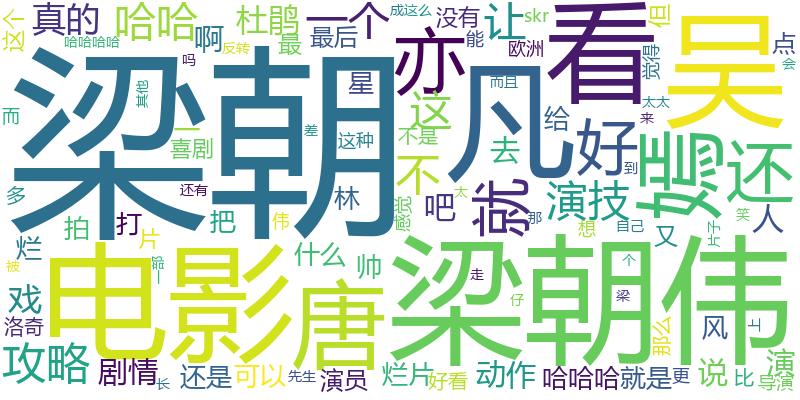 这个 真的 哈哈 啊 杜鹃 最 一个 最后 成这么 没有 能 让 skr 欧洲 但 点
哈哈哈哈 反转 吗 觉得 会
梁朝 亦 凡 看 吴
而 一 喜剧 其他 星 这种 差 这 不是 不 而且 给 好 太太 来 到
多 还有 林 去 就 演技 嫣 还
烂 拍 打 把 伟 感觉 吧 太 那 想 自己 笑 又 人
戏 片 甜 什么 帅 片子
被 电影 唐 梁朝伟 走 仔 个 梁 那么 风 上
洛奇
攻略 剧情 长 还是 可以 先生 演员 烂片 好看 动作 哈哈哈 就是 更 说 比 导演 演